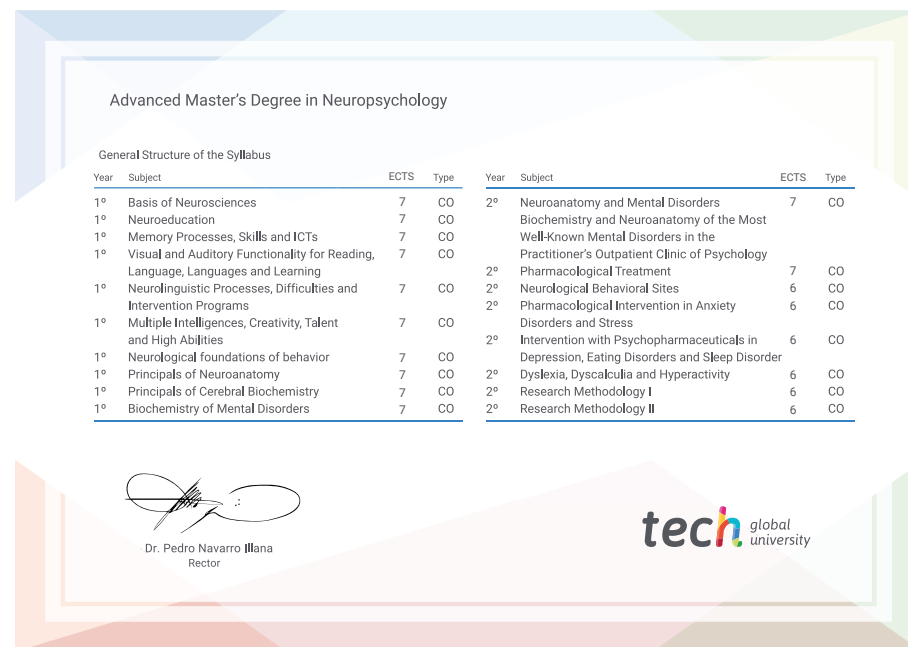 Advanced Master's Degree in Neuropsychology
General Structure of the Syllabus
Year Subject ECTS Type
1º Basis of Neurosciences 7 CO
1º Neuroeducation 7 CO
1º Memory Processes, Skills and ICTs 7 CO
1º Visual and Auditory Functionality for Reading, 7 CO
Language, Languages and Learning
1º Neurolinguistic Processes, Difficulties and 7 CO
Intervention Programs
1º Multiple Intelligences, Creativity, Talent 7 CO
and High Abilities
1º Neurological foundations of behavior 7 CO
1º Principals of Neuroanatomy 7 CO
1º Principals of Cerebral Biochemistry 7 CO
1º Biochemistry of Mental Disorders 7 CO
Year Subject ECTS Type
2º Neuroanatomy and Mental Disorders 7 CO
Biochemistry and Neuroanatomy of the Most
Well-Known Mental Disorders in the
Practitioner's Outpatient Clinic of Psychology
2º Pharmacological Treatment 7 CO
2º Neurological Behavioral Sites 6 CO
2º Pharmacological Intervention in Anxiety 6 CO
Disorders and Stress
2º Intervention with Psychopharmaceuticals in 6 CO
Depression, Eating Disorders and Sleep Disorder
2º Dyslexia, Dyscalculia and Hyperactivity 6 CO
2º Research Methodology I 6 CO
2º Research Methodology II 6 CO
Dr. Pedro Navarro Illana
Rector
tech global
university